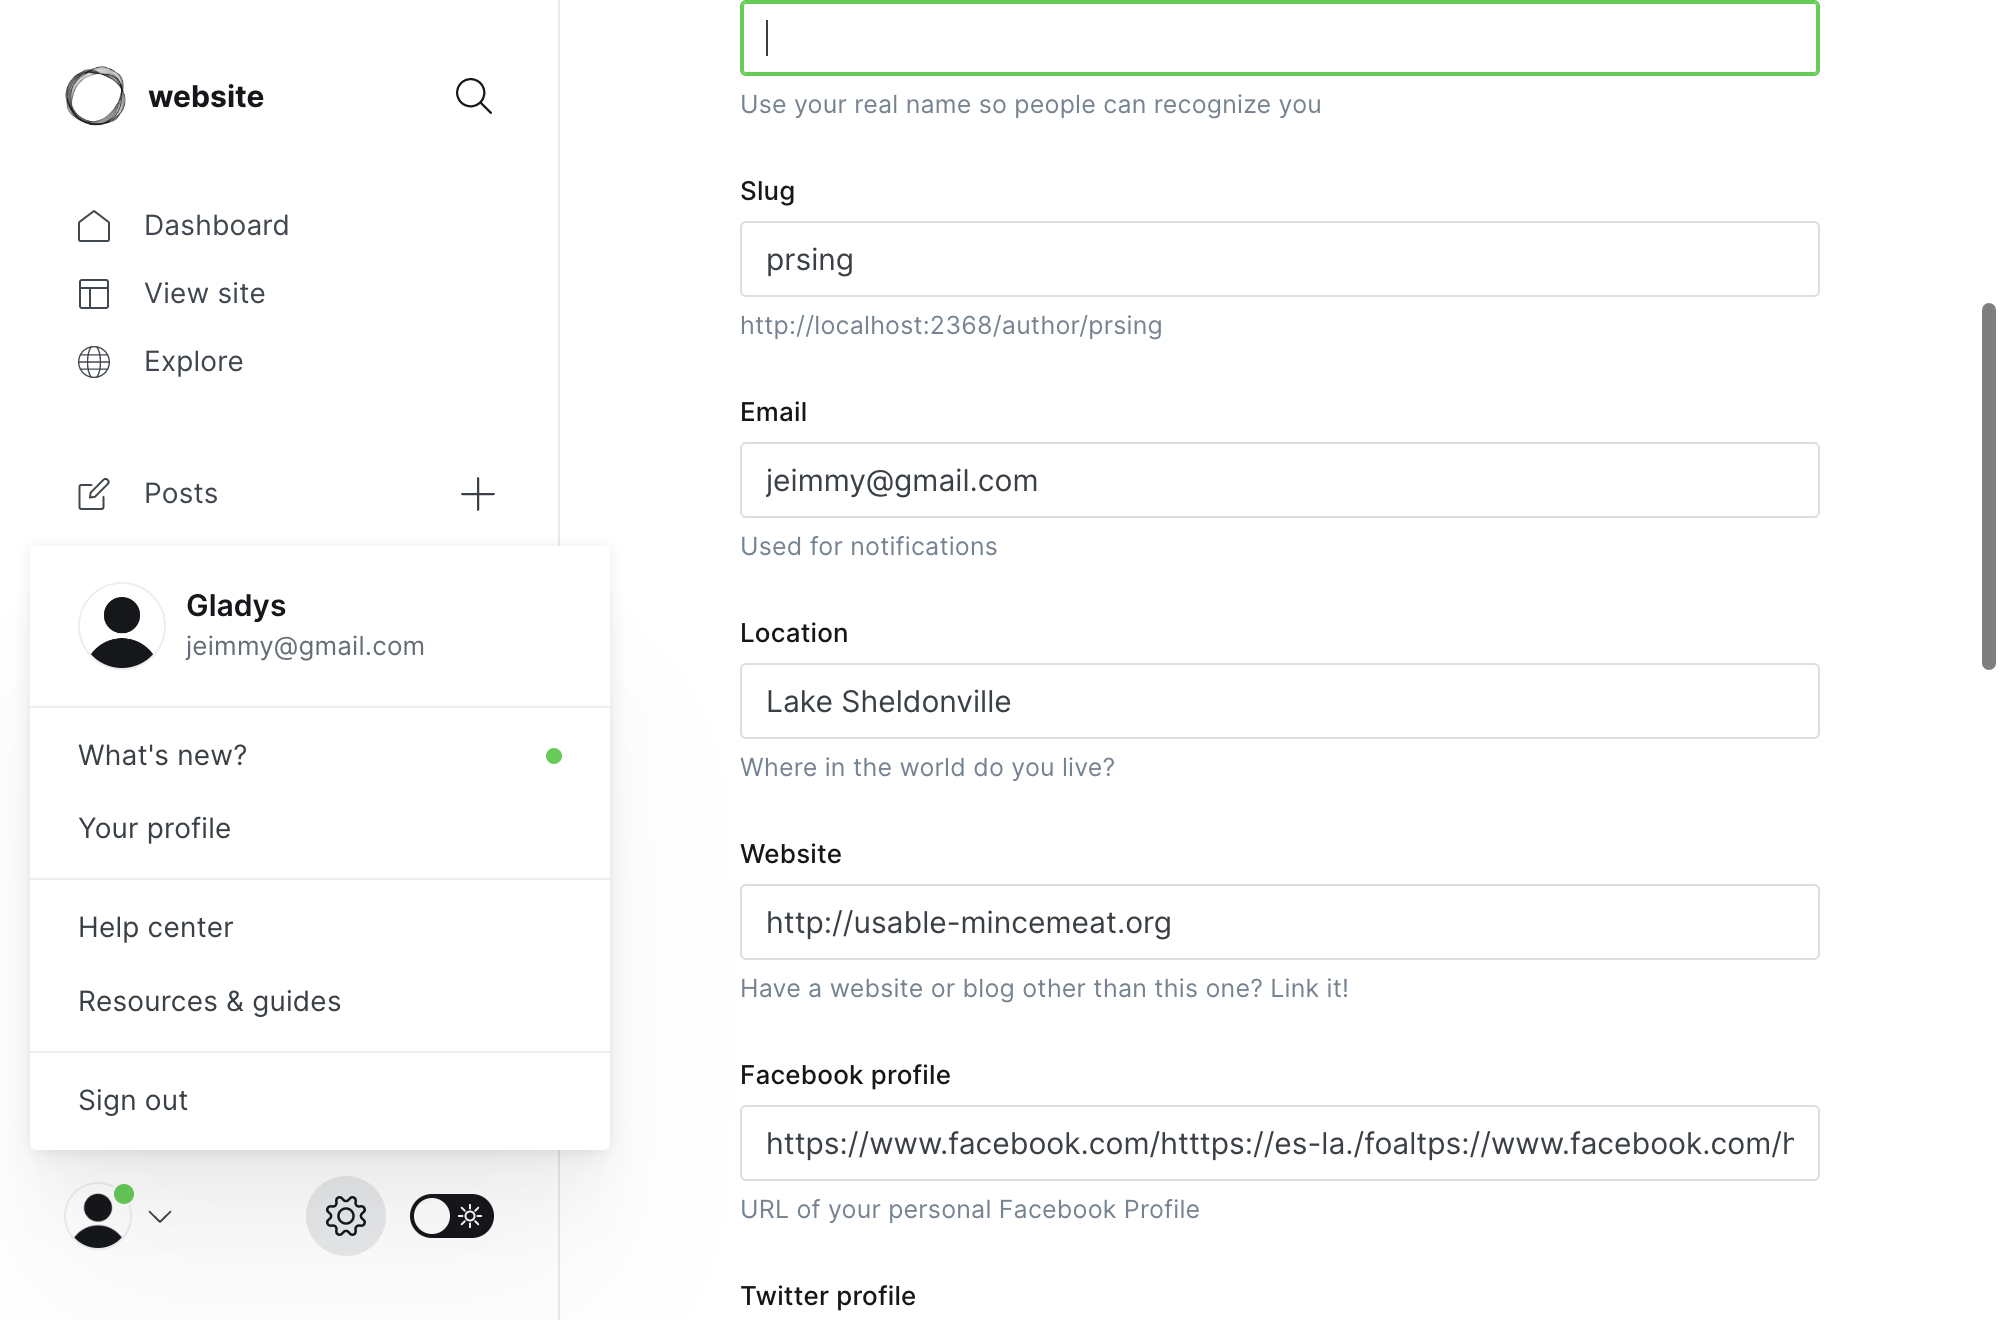 website
Dashboard
View site
Explore
Posts
Gladys
jeimmy@gmail.com
What's new?
Your profile
Help center
Resources & guides
Sign out
Use your real name so people can recognize you
Slug
prsing
http://localhost:2368/author/prsing
Email
jeimmy@gmail.com
Used for notifications
Location
Lake Sheldonville
Where in the world do you live?
Website
http://usable-mincemeat.org
Have a website or blog other than this one? Link it!
Facebook profile
https://www.facebook.com/htttps://es-la./foaltps://www.facebook.com/h
URL of your personal Facebook Profile
Twitter profile